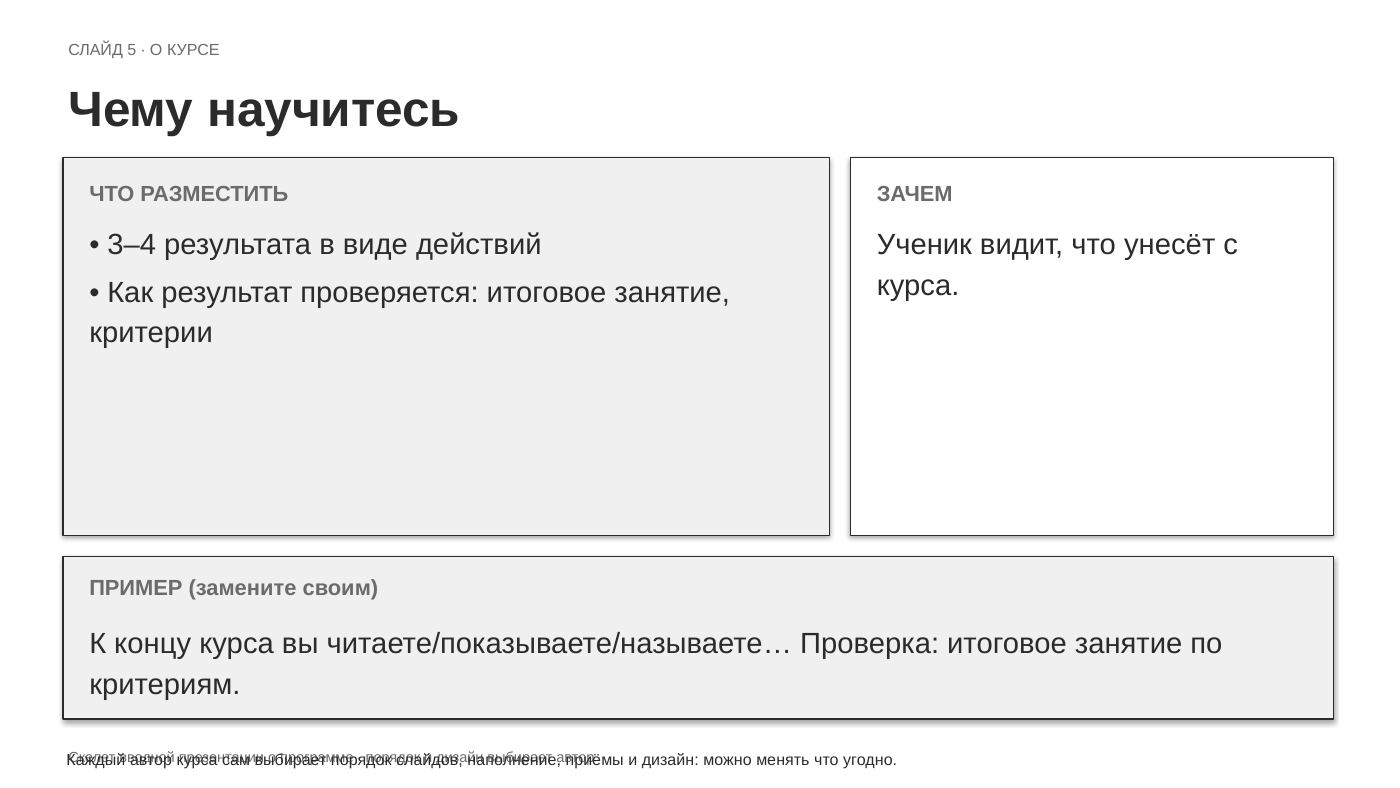 СЛАЙД 5 · О КУРСЕ
Чему научитесь
ЧТО РАЗМЕСТИТЬ
• 3–4 результата в виде действий
• Как результат проверяется: итоговое занятие,
критерии
ЗАЧЕМ
Ученик видит, что унесёт с
курса.
ПРИМЕР (замените своим)
К концу курса вы читаете/показываете/называете… Проверка: итоговое занятие по
критериям.
Каждый автор курса сам выбирает порядок слайдов, наполнение, приёмы и дизайн: можно менять что угодно.